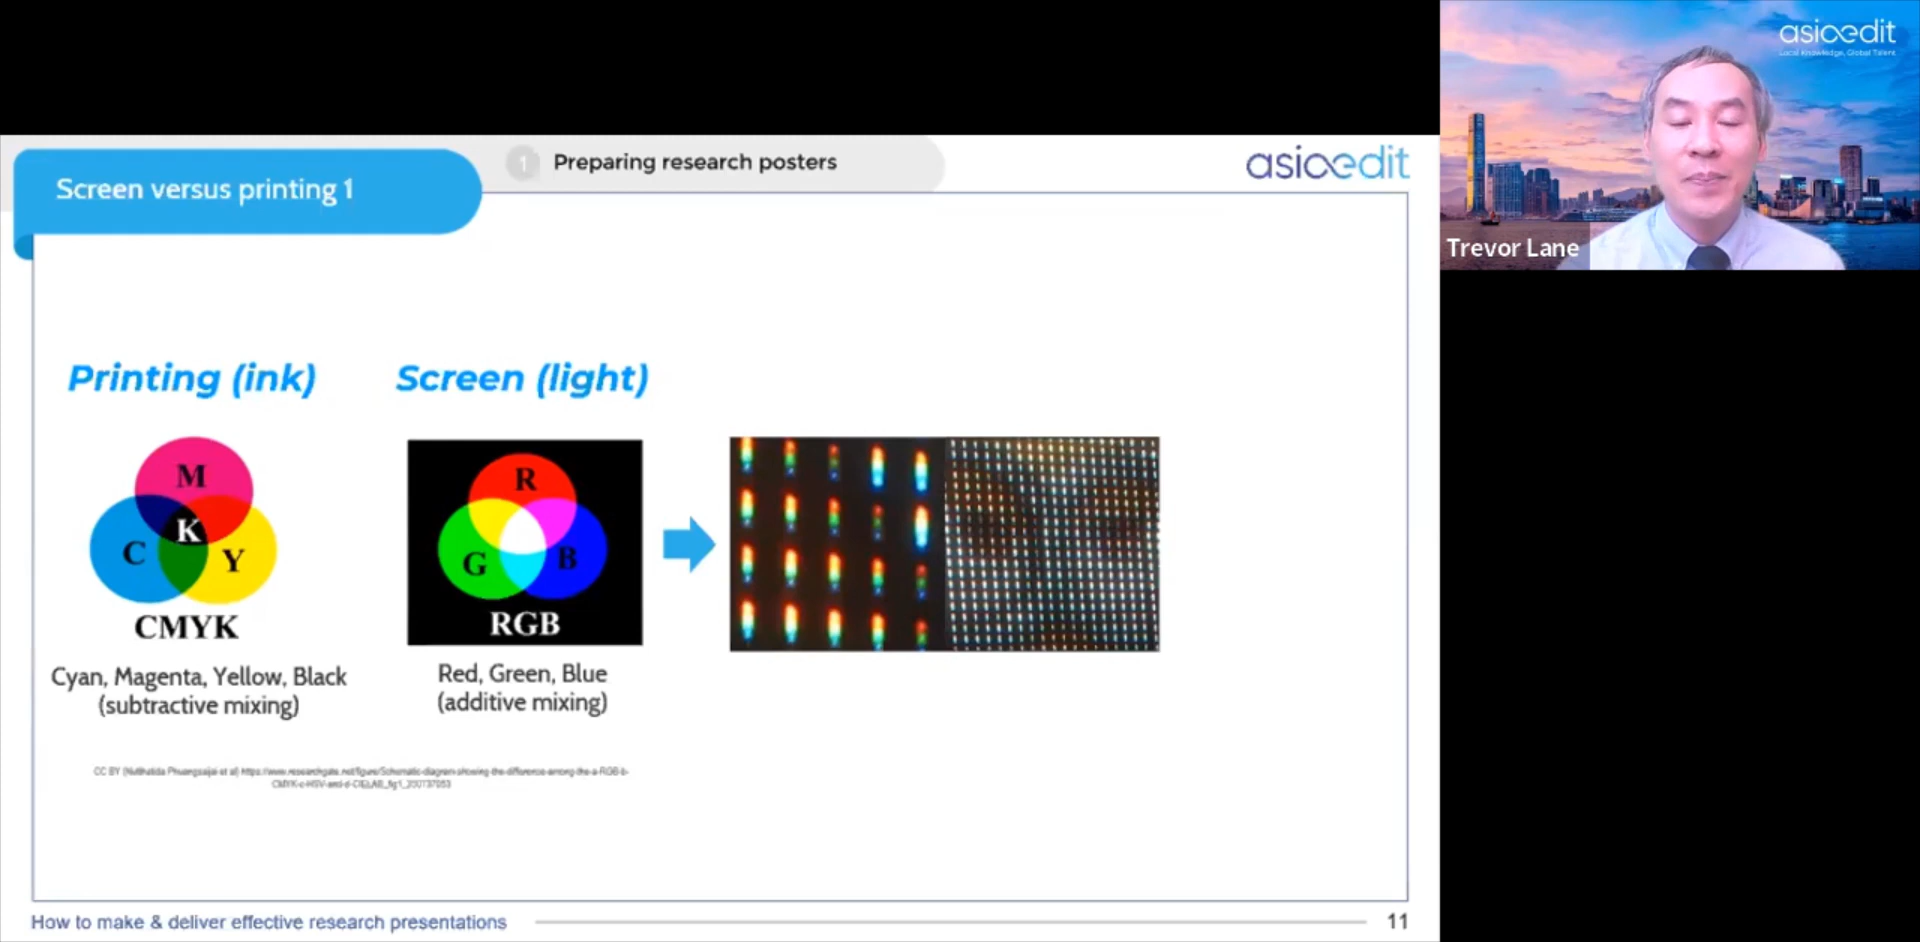 Screen versus printing 1
1 Preparing research posters
asiaedit
Printing (ink)
Screen (light)
M
K
C
Y
CMYK
Cyan, Magenta, Yellow, Black
(subtractive mixing)
R
G
B
RGB
Red, Green, Blue
(additive mixing)
How to make & deliver effective research presentations
11
asiaedit
Local Knowledge, Global Talent
Trevor Lane